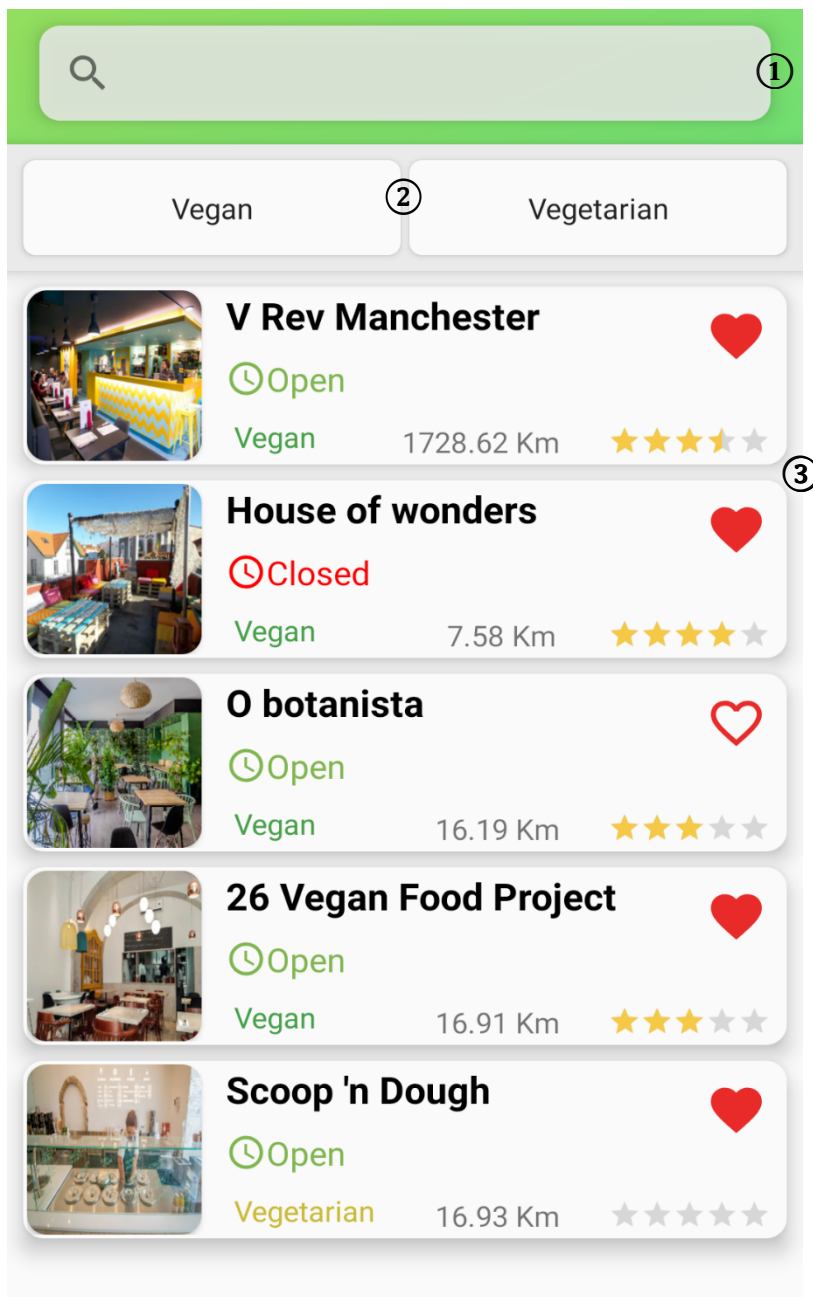 ①
Vegan ② Vegetarian
V Rev Manchester
Open
Vegan 1728.62 Km
③
House of wonders
Closed
Vegan 7.58 Km
O botanista
Open
Vegan 16.19 Km
26 Vegan Food Project
Open
Vegan 16.91 Km
Scoop 'n Dough
Open
Vegetarian 16.93 Km